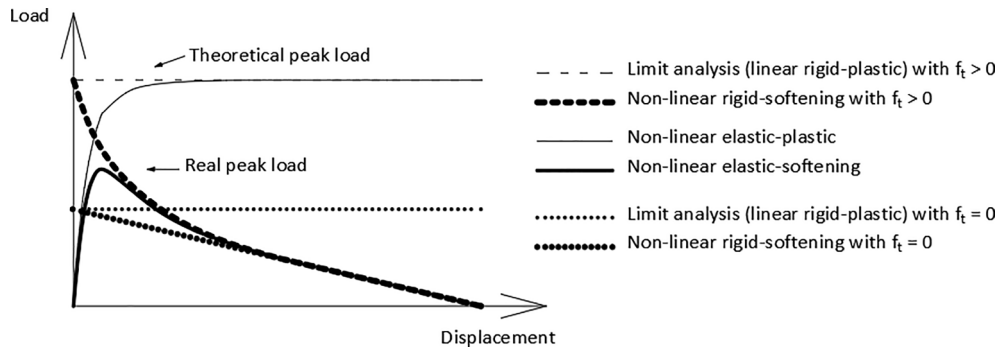 Load
Theoretical peak load
Real peak load
Displacement
Limit analysis (linear rigid-plastic) with fₜ > 0
Non-linear rigid-softening with fₜ > 0
Non-linear elastic-plastic
Non-linear elastic-softening
Limit analysis (linear rigid-plastic) with fₜ = 0
Non-linear rigid-softening with fₜ = 0